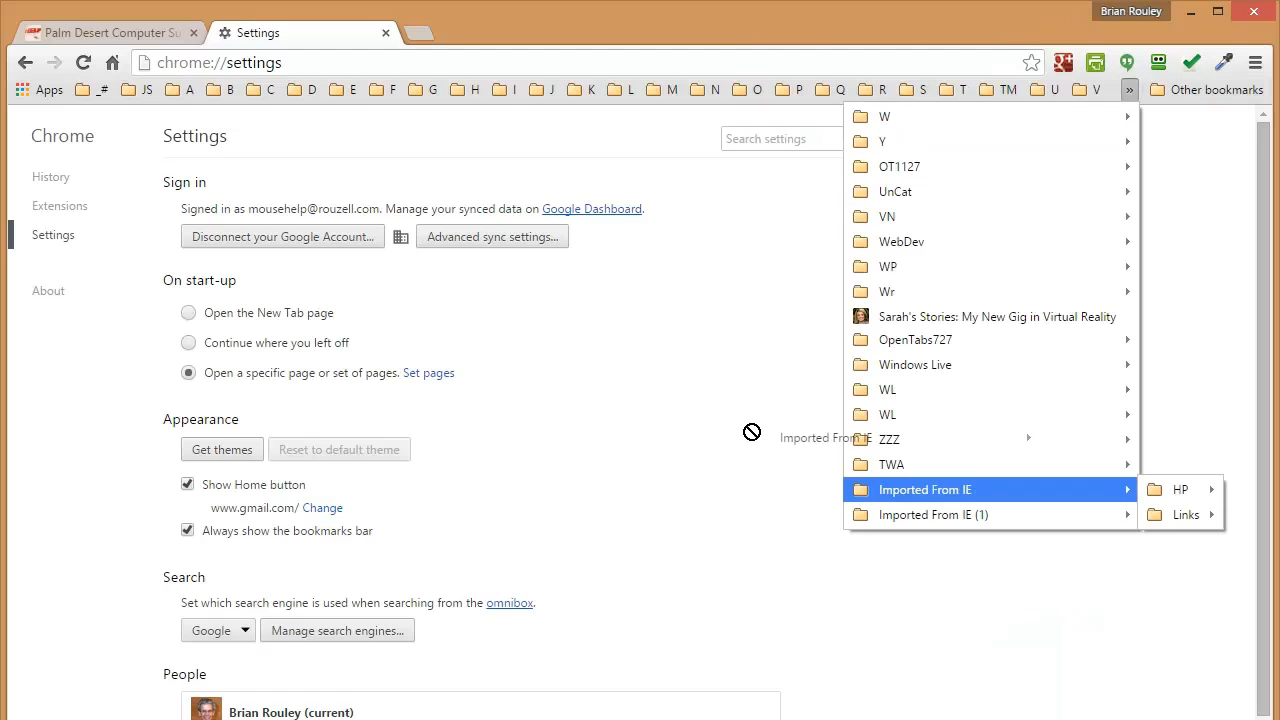 Brian Rouley
Palm Desert Computer Su
Settings
chrome://settings
Apps _# JS A B C D E F G H I J K L M N O P Q R S T TM U V » Other bookmarks
Chrome
History
Extensions
Settings
About
Settings
Search settings
Sign in
Signed in as mousehelp@rouzell.com. Manage your synced data on Google Dashboard.
Disconnect your Google Account... Advanced sync settings...
On start-up
Open the New Tab page
Continue where you left off
Open a specific page or set of pages. Set pages
Appearance
Get themes Reset to default theme
Show Home button
www.gmail.com/ Change
Always show the bookmarks bar
Search
Set which search engine is used when searching from the omnibox.
Google Manage search engines...
People
Brian Rouley (current)
W
Y
OT1127
UnCat
VN
WebDev
WP
Wr
Sarah's Stories: My New Gig in Virtual Reality
OpenTabs727
Windows Live
WL
WL
ZZZ
TWA
Imported From IE
Imported From IE (1)
HP
Links
Imported From IE